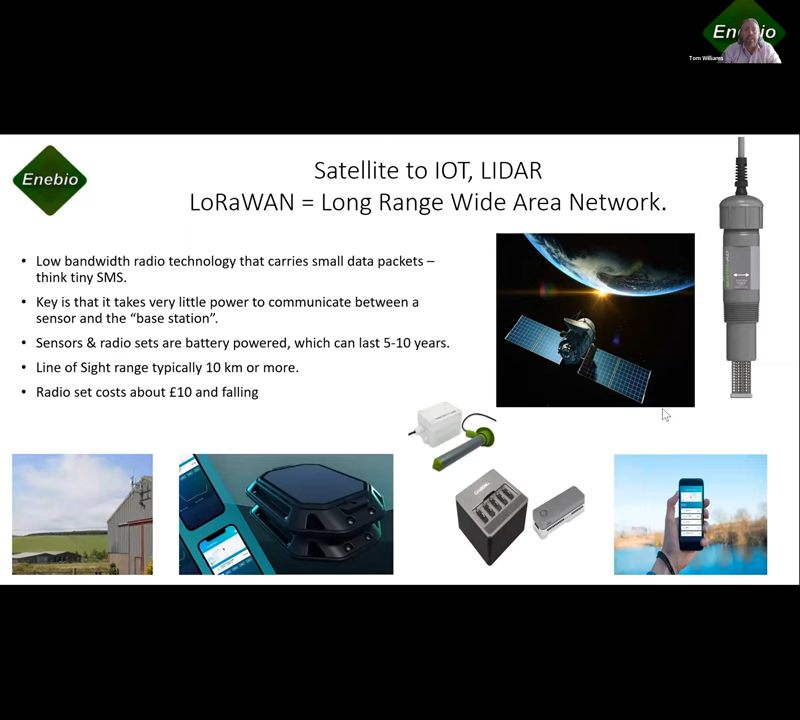 Enebio
Tom Williams
Enebio
Satellite to IOT, LIDAR
LoRaWAN = Long Range Wide Area Network.
• Low bandwidth radio technology that carries small data packets –
think tiny SMS.
• Key is that it takes very little power to communicate between a
sensor and the “base station”.
• Sensors & radio sets are battery powered, which can last 5-10 years.
• Line of Sight range typically 10 km or more.
• Radio set costs about £10 and falling